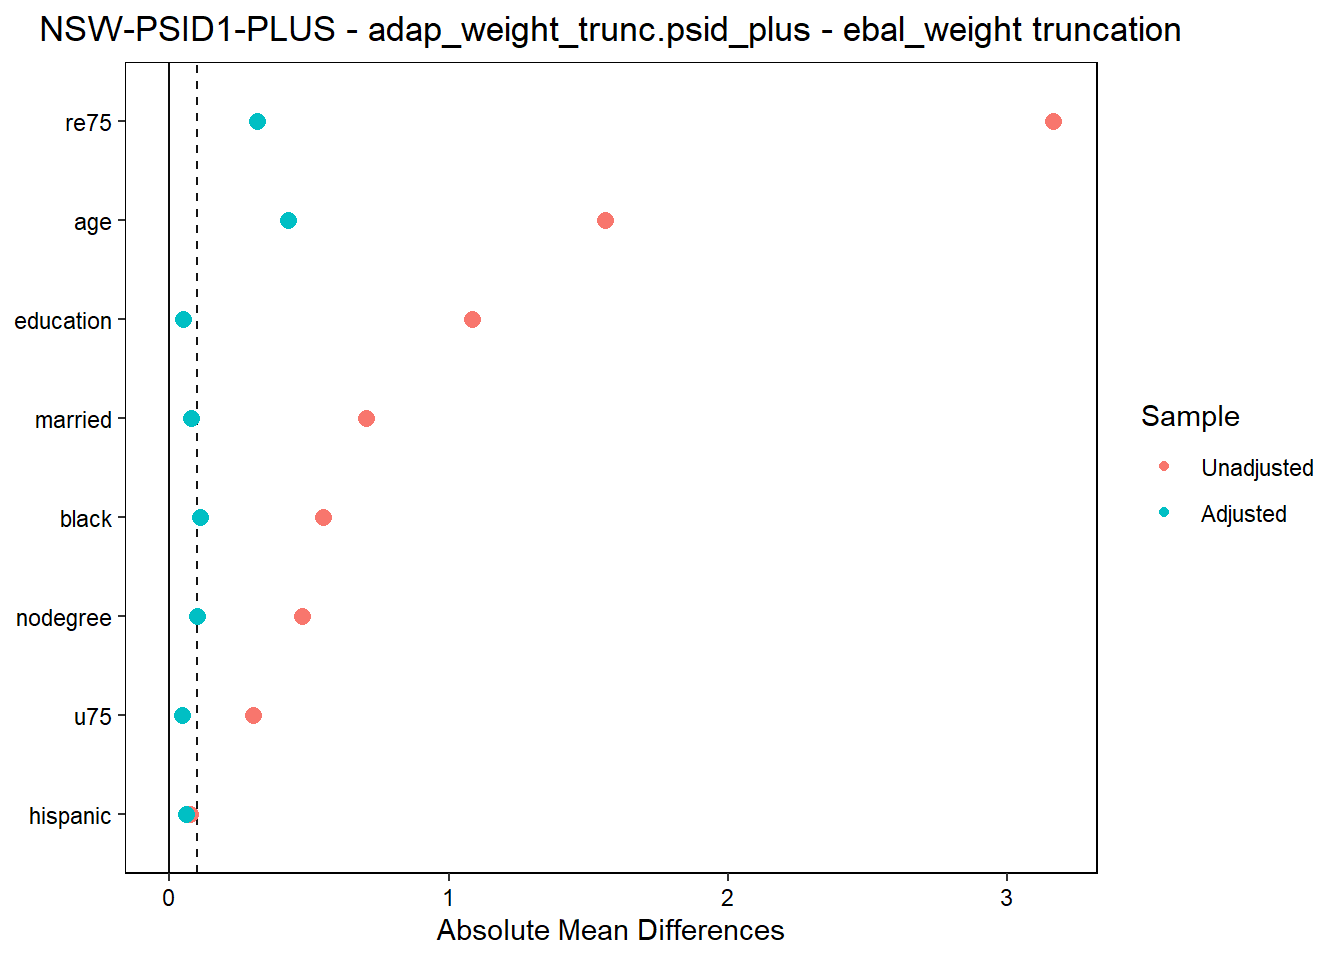 NSW-PSID1-PLUS - adap_weight_trunc.psid_plus - ebal_weight truncation
re75
age
education
married
black
nodegree
u75
hispanic
0 1 2 3
Absolute Mean Differences
Sample
Unadjusted
Adjusted